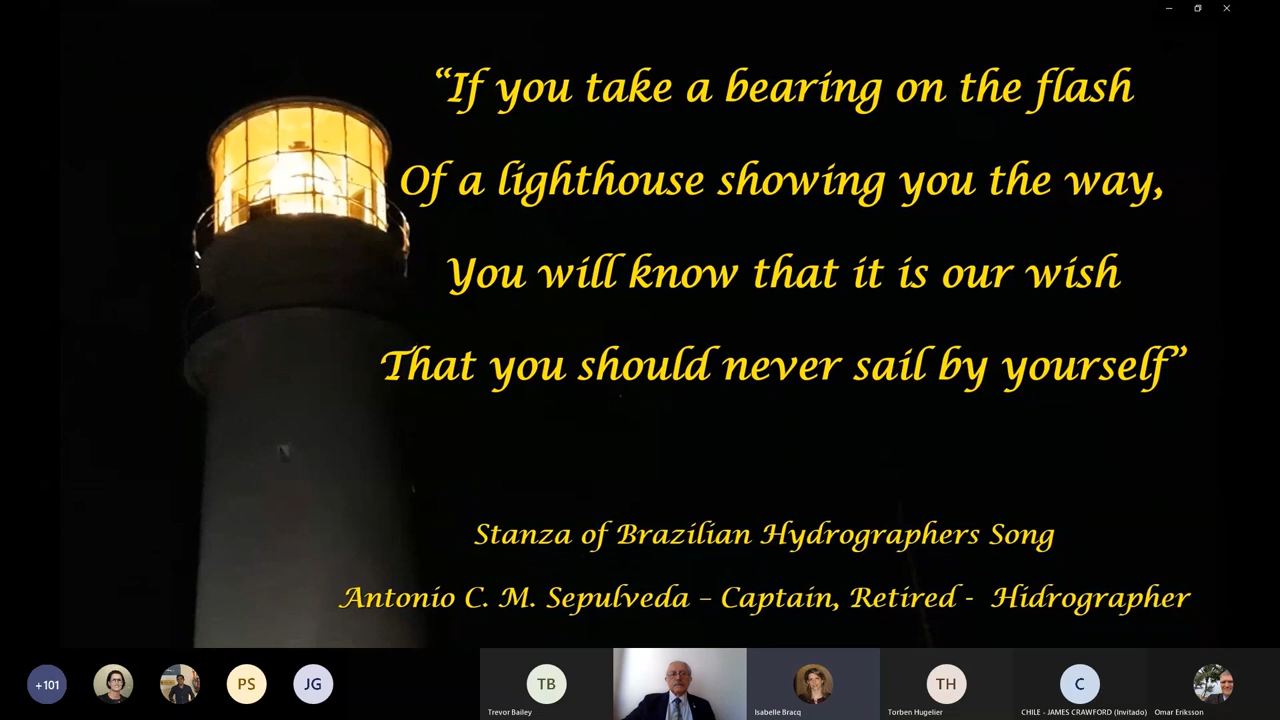 “If you take a bearing on the flash
Of a lighthouse showing you the way,
You will know that it is our wish
That you should never sail by yourself”
Stanza of Brazilian Hydrographers Song
Antonio C. M. Sepulveda – Captain, Retired - Hidrographer
+101
PS
JG
TB
TH
C
Trevor Bailey
Isabelle Bracq
Torben Hugelier
CHILE - JAMES CRAWFORD (Invitado)
Omar Eriksson